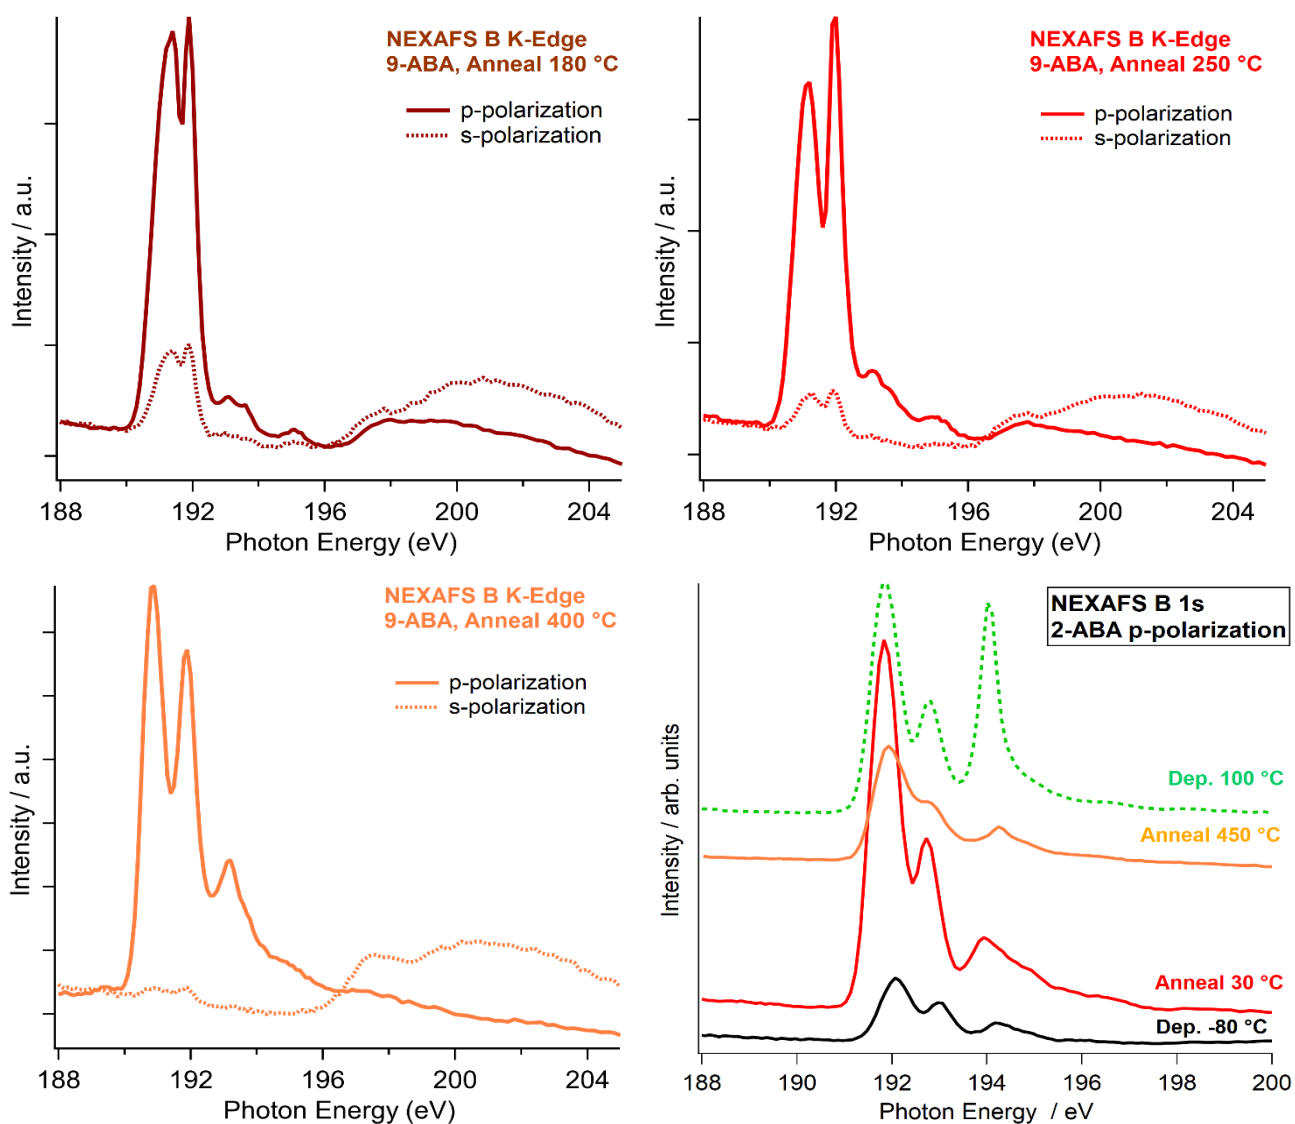 NEXAFS B K-Edge
9-ABA, Anneal 180 °C
p-polarization
s-polarization
Intensity / a.u.
188 192 196 200 204
Photon Energy (eV)
NEXAFS B K-Edge
9-ABA, Anneal 250 °C
p-polarization
s-polarization
Intensity / a.u.
188 192 196 200 204
Photon Energy (eV)
NEXAFS B K-Edge
9-ABA, Anneal 400 °C
p-polarization
s-polarization
Intensity / a.u.
188 192 196 200 204
Photon Energy (eV)
NEXAFS B 1s
2-ABA p-polarization
Dep. 100 °C
Anneal 450 °C
Anneal 30 °C
Dep. -80 °C
Intensity / arb. units
188 190 192 194 196 198 200
Photon Energy / eV